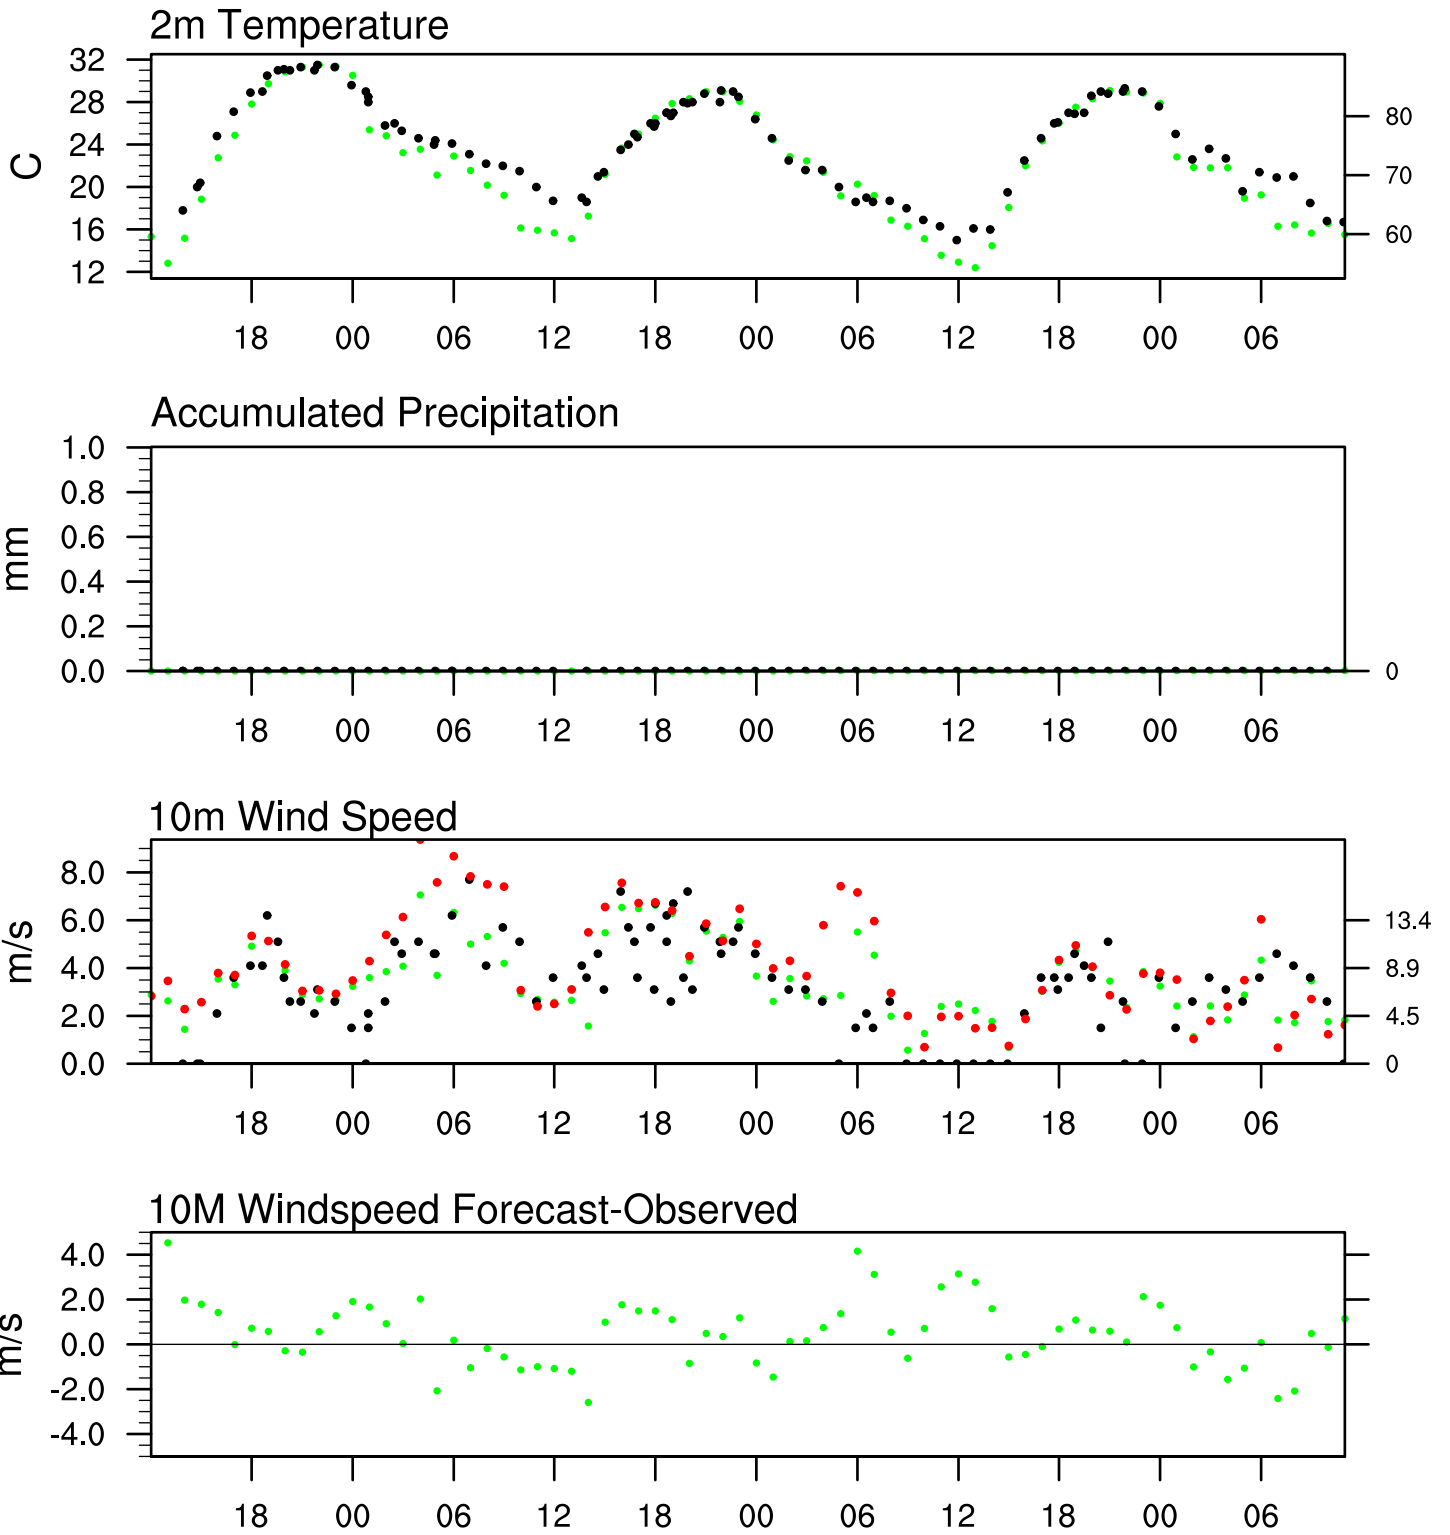 2m Temperature
32
28
24
20
16
12
C
80
70
60
18 00 06 12 18 00 06 12 18 00 06
Accumulated Precipitation
1.0
0.8
0.6
0.4
0.2
0.0
mm
0
18 00 06 12 18 00 06 12 18 00 06
10m Wind Speed
8.0
6.0
4.0
2.0
0.0
m/s
13.4
8.9
4.5
0
18 00 06 12 18 00 06 12 18 00 06
10M Windspeed Forecast-Observed
4.0
2.0
0.0
-2.0
-4.0
m/s
18 00 06 12 18 00 06 12 18 00 06